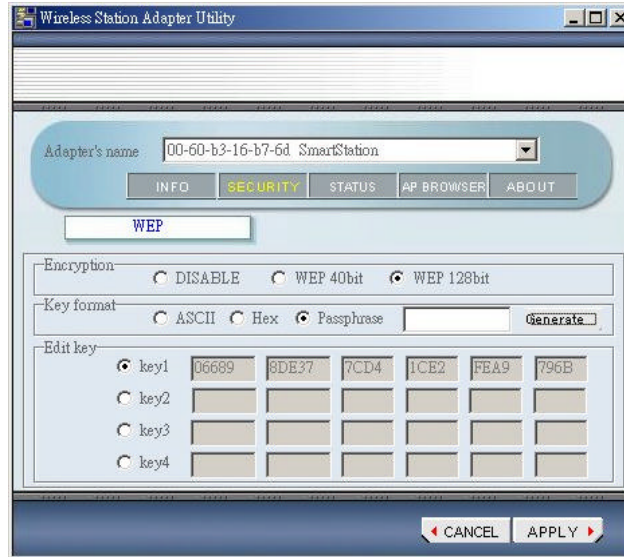 Wireless Station Adapter Utility
Adapter's name 00-60-b3-16-b7-6d SmartStation
INFO SECURITY STATUS AP BROWSER ABOUT
WEP
Encryption
DISABLE WEP 40bit WEP 128bit
Key format
ASCII Hex Passphrase Generate
Edit key
key1 06689 8DE37 7CD4 1CE2 FEA9 796B
key2
key3
key4
CANCEL APPLY